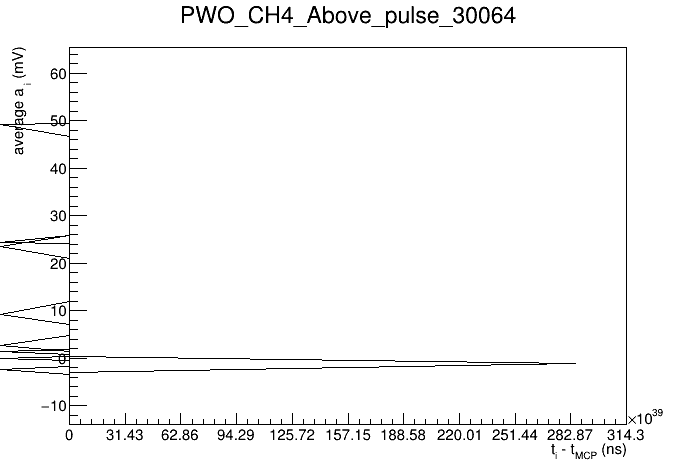 PWO_CH4_Above_pulse_30064
average a i (mV)
60
50
40
30
20
10
0
−10
×10^39
0 31.43 62.86 94.29 125.72 157.15 188.58 220.01 251.44 282.87 314.3
t_i - t_MCP (ns)